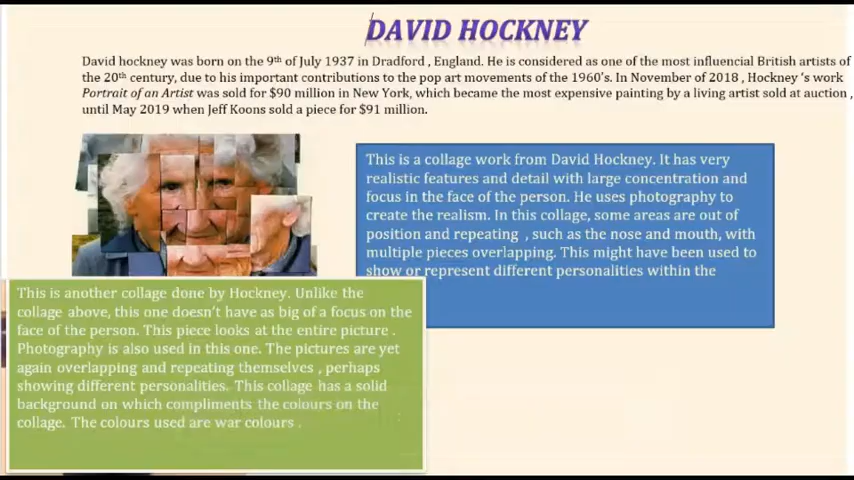 DAVID HOCKNEY
David hockney was born on the 9th of July 1937 in Dradford , England. He is considered as one of the most influencial British artists of
the 20th century, due to his important contributions to the pop art movements of the 1960's. In November of 2018 , Hockney 's work
Portrait of an Artist was sold for $90 million in New York, which became the most expensive painting by a living artist sold at auction ,
until May 2019 when Jeff Koons sold a piece for $91 million.
This is a collage work from David Hockney. It has very
realistic features and detail with large concentration and
focus in the face of the person. He uses photography to
create the realism. In this collage, some areas are out of
position and repeating , such as the nose and mouth, with
multiple pieces overlapping. This might have been used to
show or represent different personalities within the
This is another collage done by Hockney. Unlike the
collage above, this one doesn't have as big of a focus on the
face of the person. This piece looks at the entire picture .
Photography is also used in this one. The pictures are yet
again overlapping and repeating themselves , perhaps
showing different personalities. This collage has a solid
background on which compliments the colours on the
collage. The colours used are war colours .